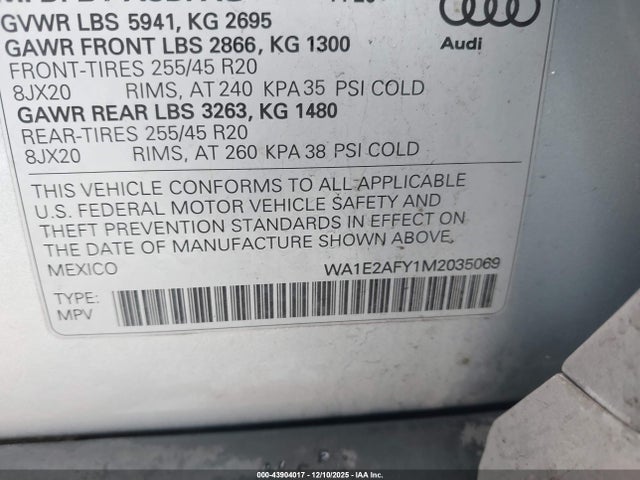 GVWR LBS 5941, KG 2695
GAWR FRONT LBS 2866, KG 1300
FRONT-TIRES 255/45 R20
8JX20 RIMS, AT 240 KPA 35 PSI COLD
GAWR REAR LBS 3263, KG 1480
REAR-TIRES 255/45 R20
8JX20 RIMS, AT 260 KPA 38 PSI COLD
Audi
THIS VEHICLE CONFORMS TO ALL APPLICABLE
U.S. FEDERAL MOTOR VEHICLE SAFETY AND
THEFT PREVENTION STANDARDS IN EFFECT ON
THE DATE OF MANUFACTURE SHOWN ABOVE.
MEXICO WA1E2AFY1M2035069
TYPE:
MPV
000-43904017 - 12/10/2025 - IAAI.COM